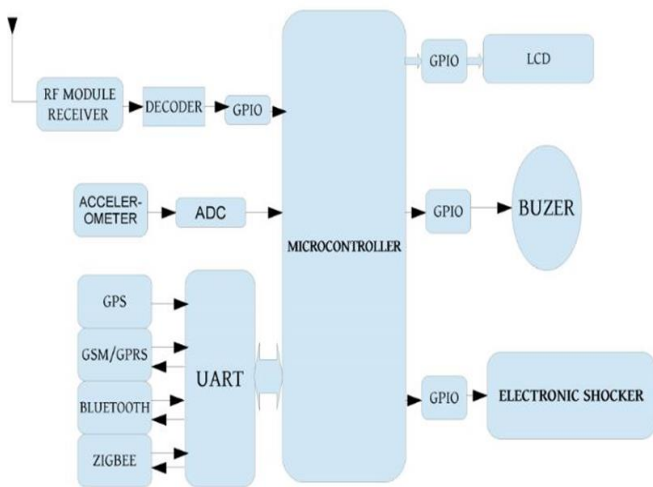 RF MODULE
RECEIVER
DECODER
GPIO
GPIO
LCD
ACCELER-
OMETER
ADC
MICROCONTROLLER
GPIO
BUZER
GPS
GSM/GPRS
BLUETOOTH
ZIGBEE
UART
GPIO
ELECTRONIC SHOCKER